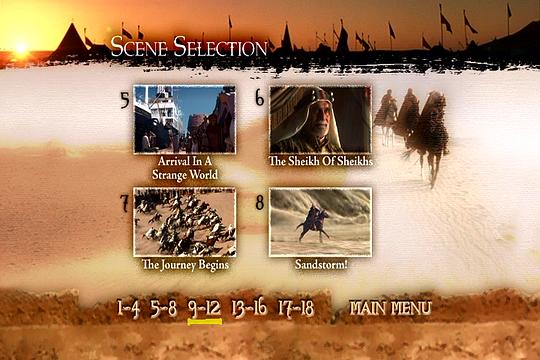 Scene Selection
5
Arrival In A
Strange World
6
The Sheikh Of Sheikhs
7
The Journey Begins
8
Sandstorm!
1-4 5-8 9-12 13-16 17-18 MAIN MENU